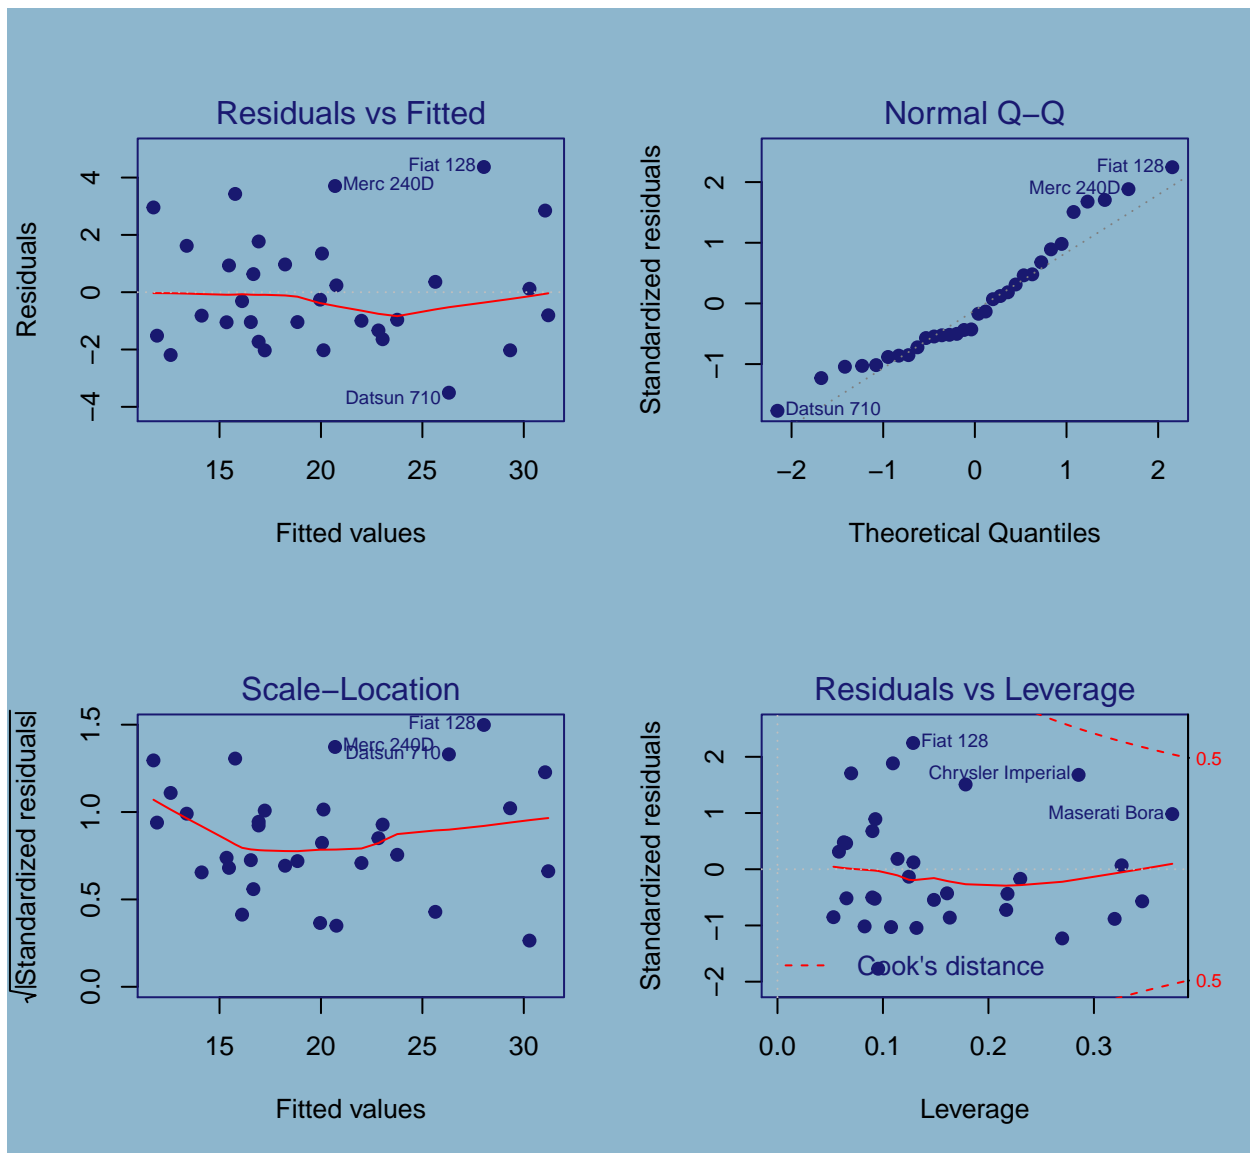 Residuals vs Fitted
Residuals
4
2
0
−2
−4
Fiat 128
Merc 240D
Datsun 710
15 20 25 30
Fitted values
Normal Q−Q
Standardized residuals
2
1
0
−1
Fiat 128
Merc 240D
Datsun 710
−2 −1 0 1 2
Theoretical Quantiles
Scale−Location
√|Standardized residuals|
1.5
1.0
0.5
0.0
Fiat 128
Merc 240D
Datsun 710
15 20 25 30
Fitted values
Residuals vs Leverage
Standardized residuals
2
1
0
−1
−2
Fiat 128
Chrysler Imperial
Maserati Bora
0.5
0.5
Cook's distance
0.0 0.1 0.2 0.3
Leverage